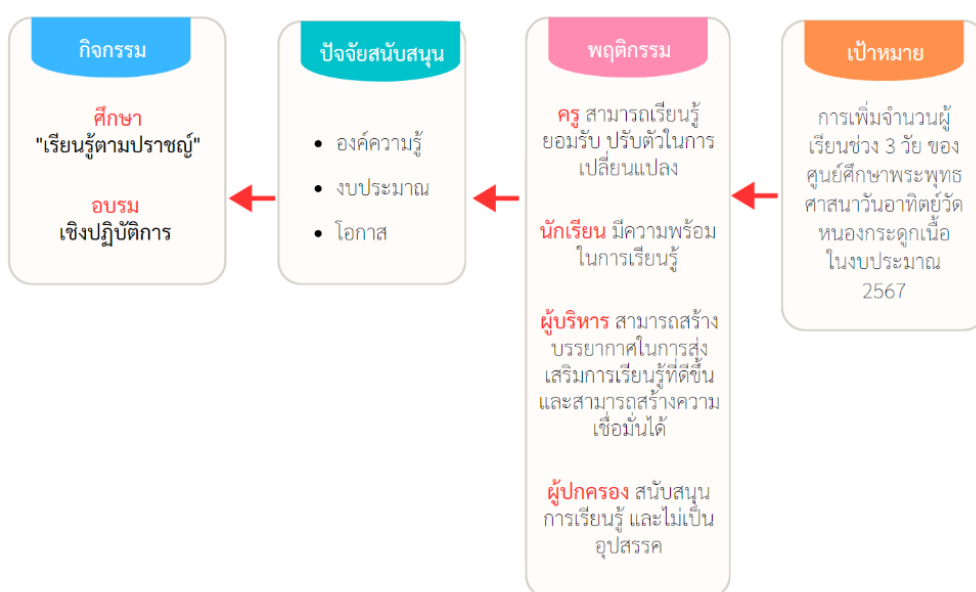 กิจกรรม
ศึกษา
"เรียนรู้ตามปราชญ์"
อบรม
เชิงปฏิบัติการ
ปัจจัยสนับสนุน
• องค์ความรู้
• งบประมาณ
• โอกาส
พฤติกรรม
ครู สามารถเรียนรู้
ยอมรับ ปรับตัวในการ
เปลี่ยนแปลง
นักเรียน มีความพร้อม
ในการเรียนรู้
ผู้บริหาร สามารถสร้าง
บรรยากาศในการส่ง
เสริมการเรียนรู้ที่ดีขึ้น
และสามารถสร้างความ
เชื่อมั่นได้
ผู้ปกครอง สนับสนุน
การเรียนรู้ และไม่เป็น
อุปสรรค
เป้าหมาย
การเพิ่มจำนวนผู้
เรียนช่วง 3 วัย ของ
ศูนย์ศึกษาพระพุทธ
ศาสนาวันอาทิตย์วัด
หนองกระดูกเนื้อ
ในงบประมาณ
2567